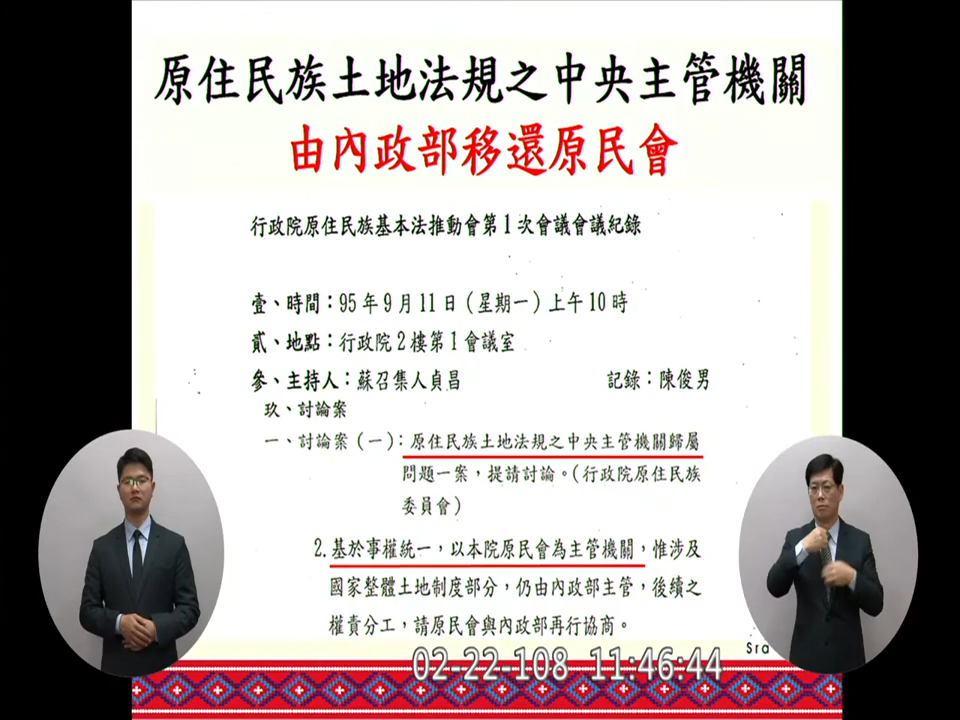 原住民族土地法規之中央主管機關
由內政部移還原民會
行政院原住民族基本法推動會第1次會議會議紀錄
壹、時間：95年9月11日（星期一）上午10時
貳、地點：行政院2樓第1會議室
參、主持人：蘇召集人貞昌 記錄：陳俊男
玖、討論案
一、討論案（一）：原住民族土地法規之中央主管機關歸屬
問題一案，提請討論。（行政院原住民族
委員會）
2.基於事權統一，以本院原民會為主管機關，惟涉及
國家整體土地制度部分，仍由內政部主管，後續之
權責分工，請原民會與內政部再行協商。
Sra
02-22-108 11:46:44